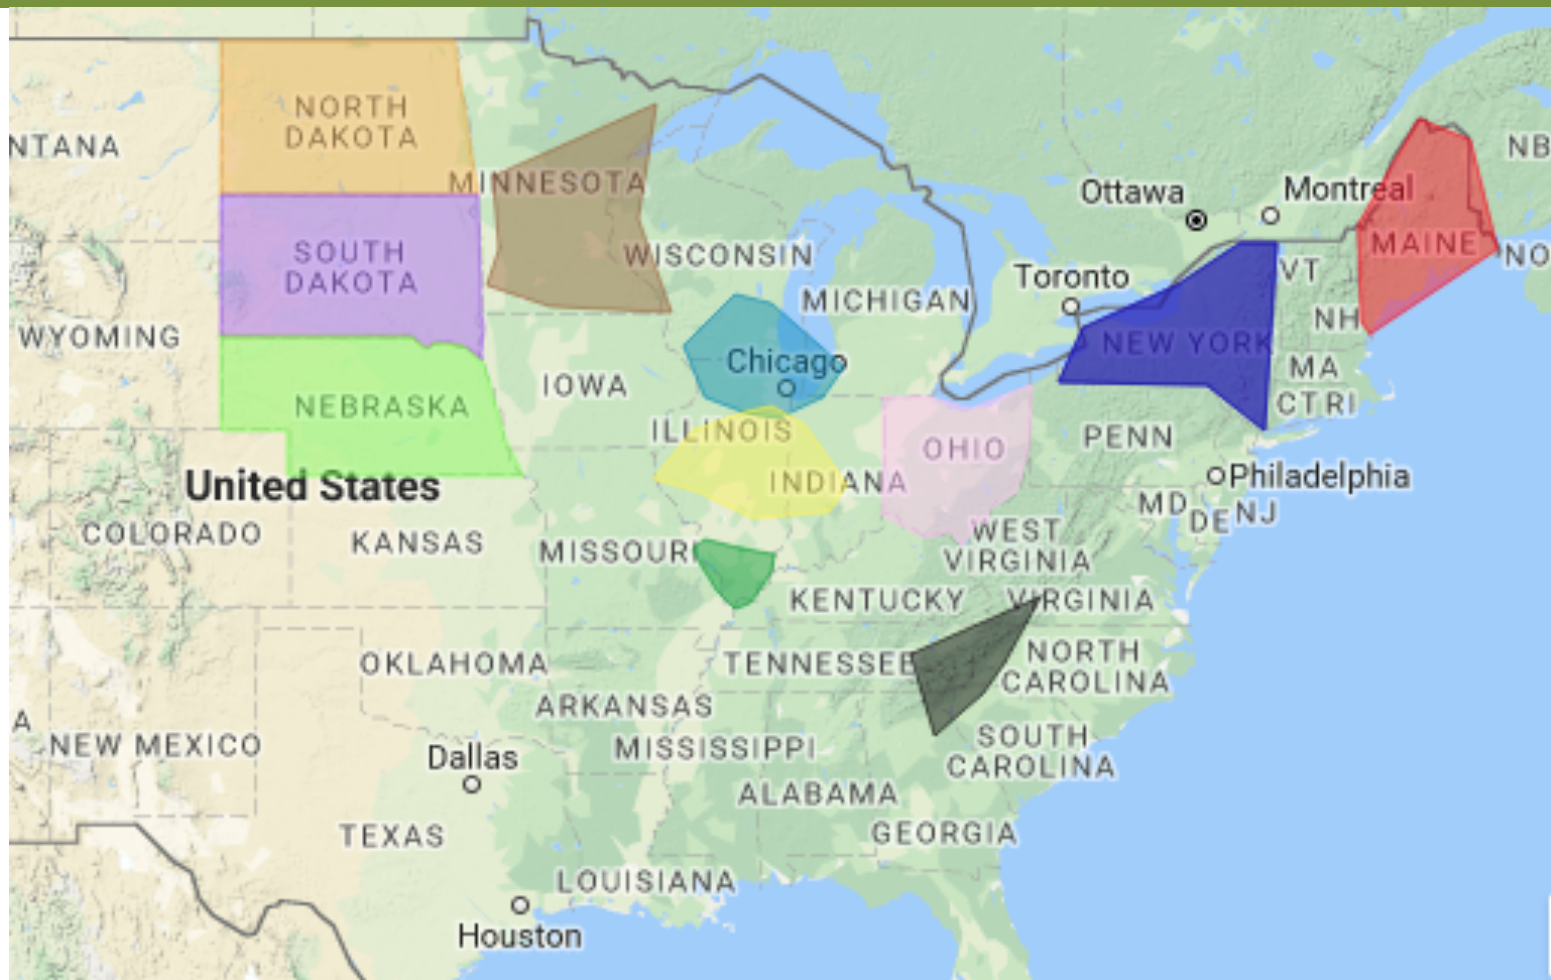 NORTH
DAKOTA
NTANA
NB
MINNESOTA
Ottawa
Montreal
SOUTH
DAKOTA
WISCONSIN
MAINE
NO
VT
Toronto
MICHIGAN
WYOMING
NH
NEW YORK
MA
Chicago
IOWA
CT RI
NEBRASKA
ILLINOIS
OHIO
PENN
United States
INDIANA
Philadelphia
MD
DE
NJ
COLORADO
KANSAS
MISSOURI
WEST
VIRGINIA
KENTUCKY
VIRGINIA
OKLAHOMA
TENNESSEE
NORTH
CAROLINA
ARKANSAS
A
NEW MEXICO
MISSISSIPPI
SOUTH
CAROLINA
Dallas
ALABAMA
TEXAS
GEORGIA
LOUISIANA
Houston